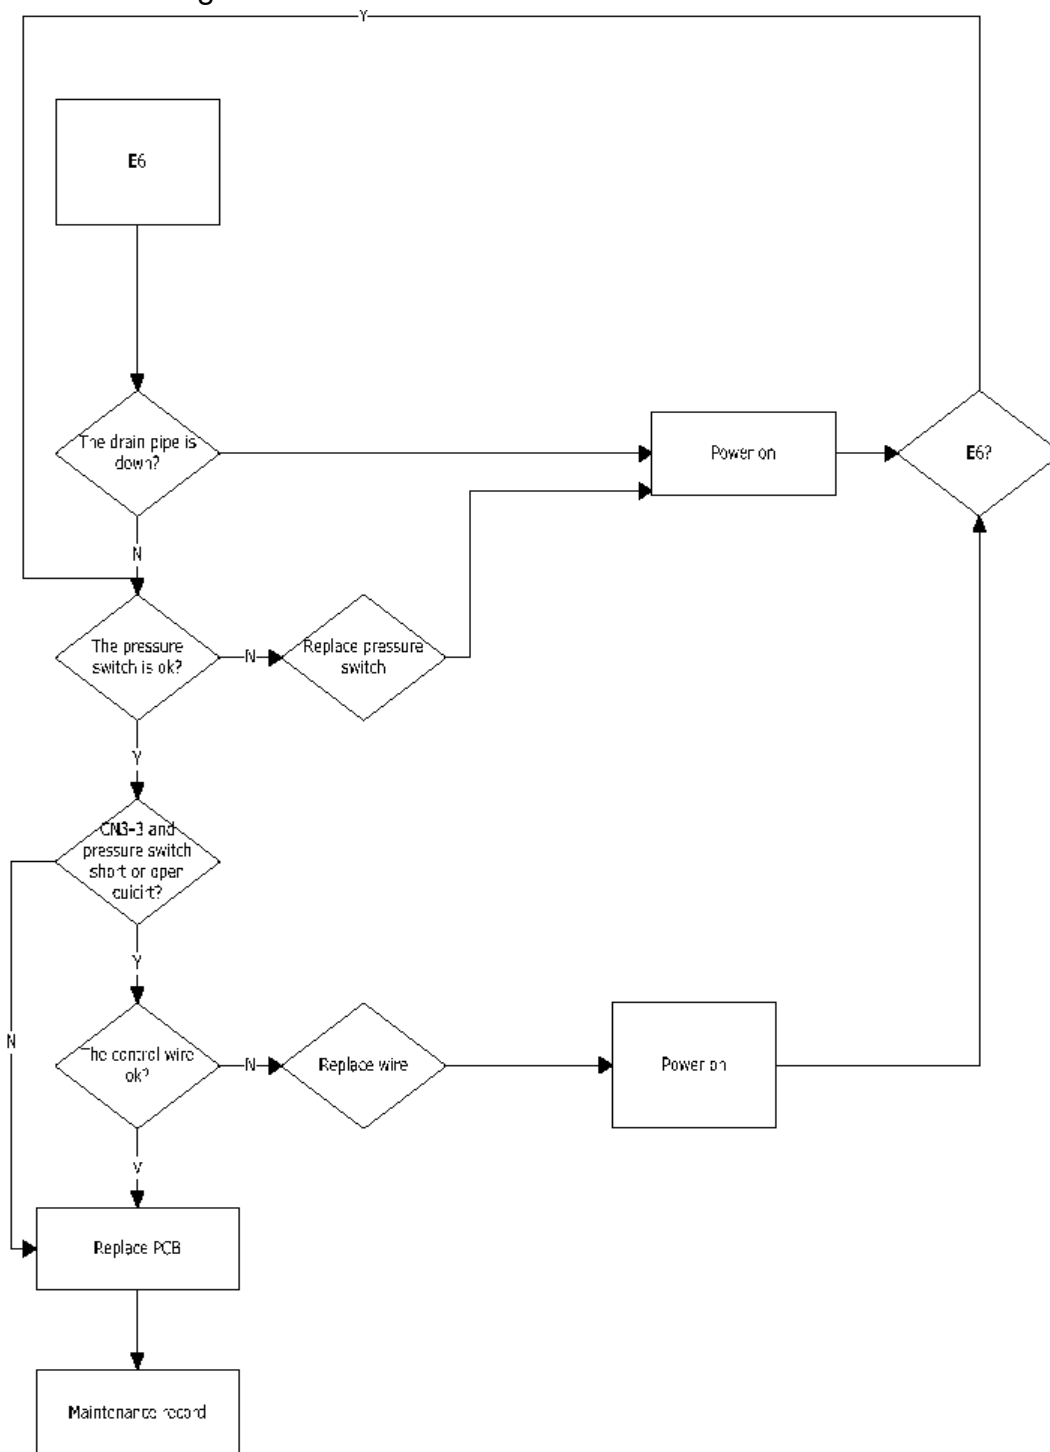 Y
E6
The drain pipe is
down?
Power on
E6?
N
The pressure
switch is ok?
N
Replace pressure
switch
Y
CN3-3 and
pressure switch
short or open
cuicirt?
Y
N
The control wire
ok?
N
Replace wire
Power on
Y
Replace PCB
Maintenance record